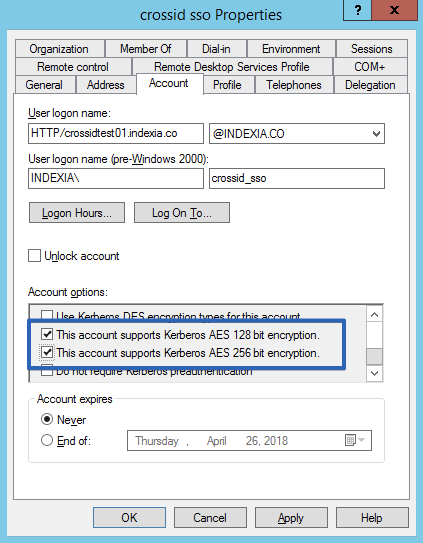 crossid sso Properties
?
x
Organization Member Of Dial-in Environment Sessions
Remote control Remote Desktop Services Profile COM+
General Address Account Profile Telephones Delegation
User logon name:
HTTP/crossidtest01.indexia.co @INDEXIA.CO
User logon name (pre-Windows 2000):
INDEXIA\ crossid_sso
Logon Hours... Log On To...
Unlock account
Account options:
Use Kerberos DES encryption types for this account
This account supports Kerberos AES 128 bit encryption.
This account supports Kerberos AES 256 bit encryption.
Do not require Kerberos preauthentication
Account expires
Never
End of: Thursday , April 26, 2018
OK Cancel Apply Help